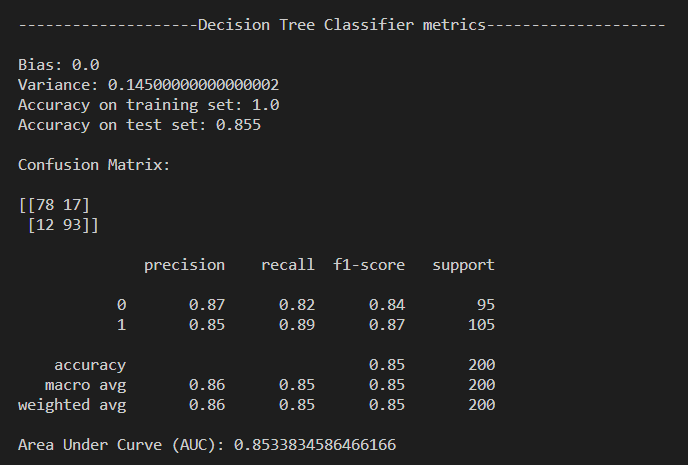 --------------------Decision Tree Classifier metrics--------------------
Bias: 0.0
Variance: 0.14500000000000002
Accuracy on training set: 1.0
Accuracy on test set: 0.855
Confusion Matrix:
[[78 17]
 [12 93]]
              precision    recall  f1-score   support
           0       0.87      0.82      0.84        95
           1       0.85      0.89      0.87       105
    accuracy                           0.85       200
   macro avg       0.86      0.85      0.85       200
weighted avg       0.86      0.85      0.85       200
Area Under Curve (AUC): 0.8533834586466166